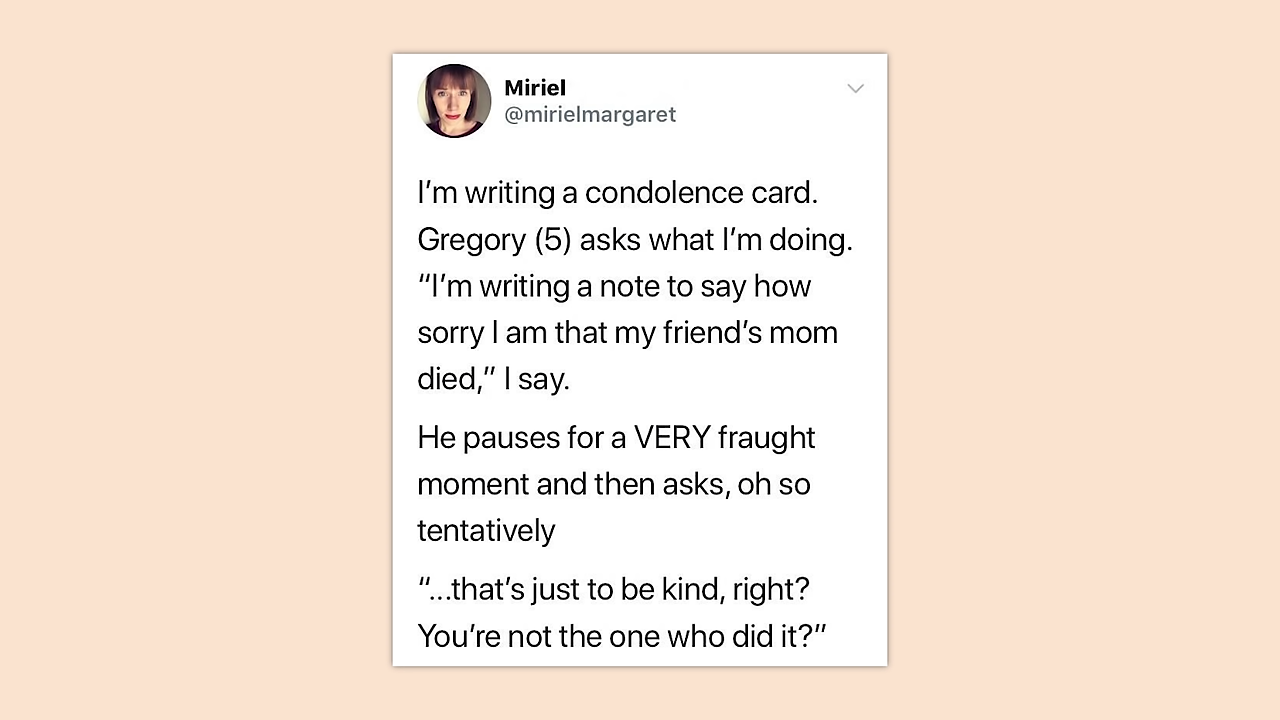 Miriel
@mirielmargaret
I’m writing a condolence card.
Gregory (5) asks what I’m doing.
“I’m writing a note to say how
sorry I am that my friend’s mom
died,” I say.
He pauses for a VERY fraught
moment and then asks, oh so
tentatively
“...that’s just to be kind, right?
You’re not the one who did it?”